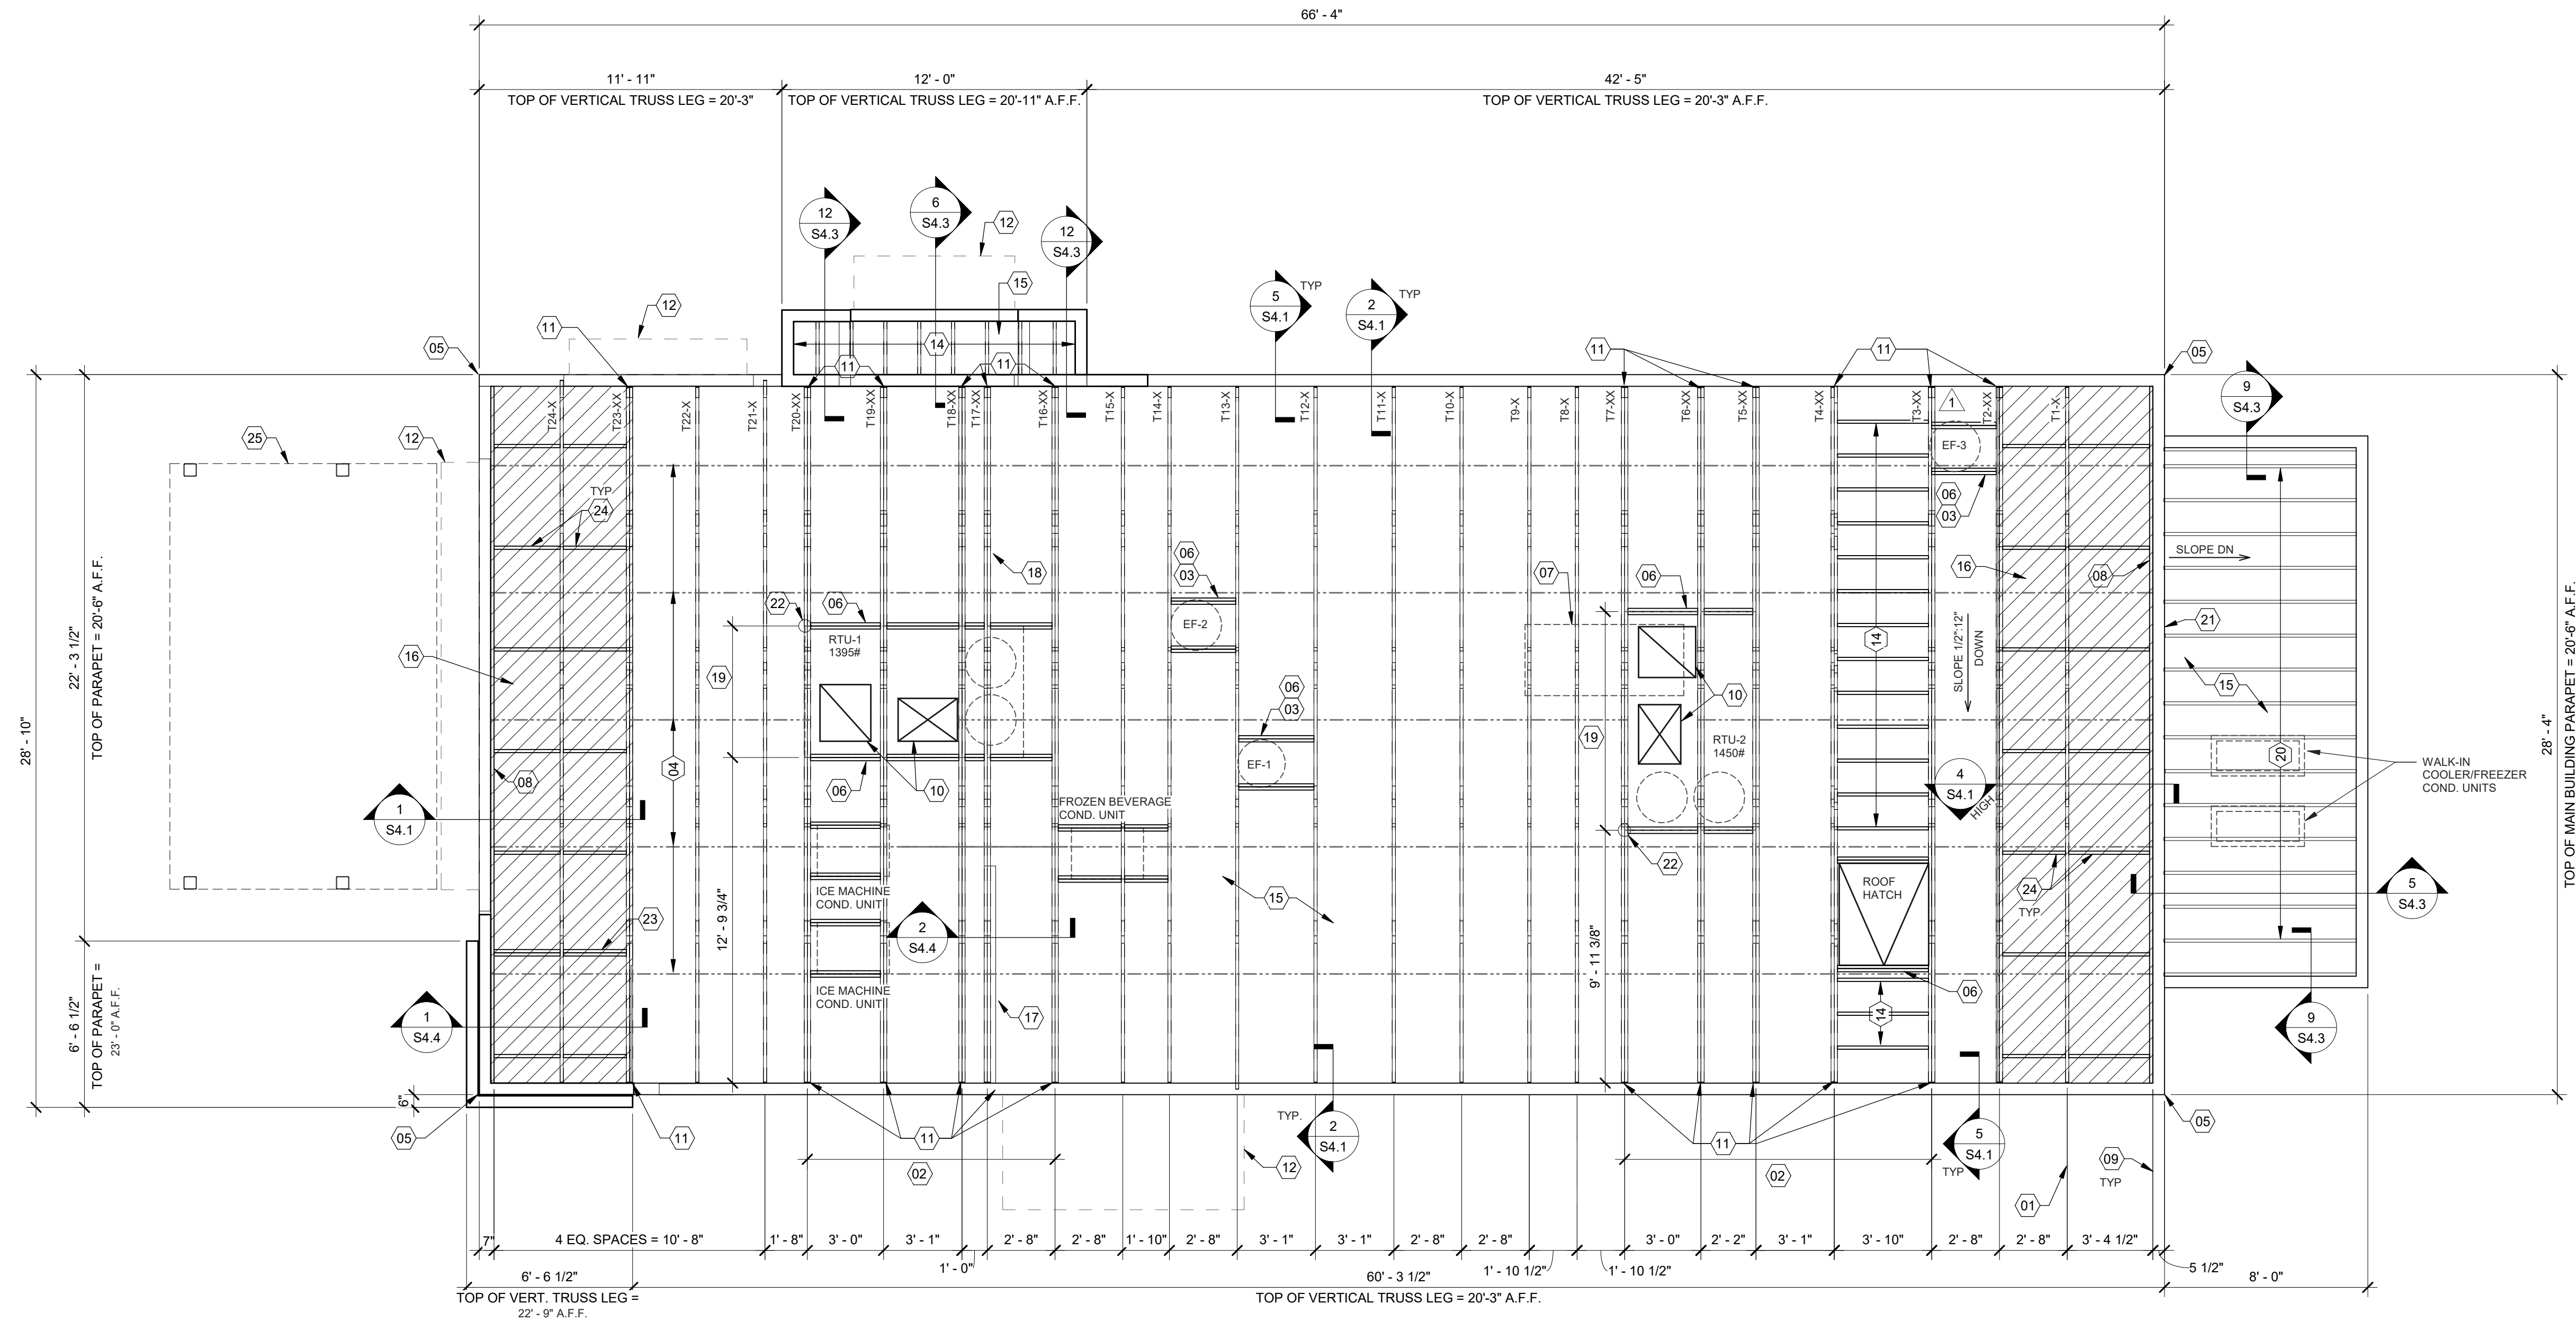 66' - 4"
11' - 11"
12' - 0"
42' - 5"
TOP OF VERTICAL TRUSS LEG = 20'-3"
TOP OF VERTICAL TRUSS LEG = 20'-11" A.F.F.
TOP OF VERTICAL TRUSS LEG = 20'-3" A.F.F.
12
S4.3
6
S4.3
12
S4.3
12
15
5
S4.1
TYP
2
S4.1
TYP
12
11
05
14
11
11
11
11
05
9
S4.3
T24-X
T23-XX
T22-X
T21-X
T20-XX
T19-XX
T18-XX
T17-XX
T16-XX
T15-X
T14-X
T13-X
T12-X
T11-X
T10-X
T9-X
T8-X
T7-XX
T6-XX
T5-XX
T4-XX
T3-XX
1
T2-XX
T1-X
25
12
EF-3
TYP
24
06
03
18
06
03
07
06
16
08
SLOPE DN
22
06
EF-2
RTU-1
1395#
14
SLOPE 1/2":12"
DOWN
21
16
19
06
03
10
15
19
RTU-2
1450#
08
04
EF-1
20
WALK-IN
COOLER/FREEZER
COND. UNITS
4
S4.1
HIGH
06
10
1
S4.1
FROZEN BEVERAGE
COND. UNIT
22
ROOF
HATCH
24
TYP.
5
S4.3
ICE MACHINE
COND. UNIT
15
23
2
S4.4
12' - 9 3/4"
9' - 11 3/8"
ICE MACHINE
COND. UNIT
06
17
14
1
S4.4
9
S4.3
28' - 10"
22' - 3 1/2"
TOP OF PARAPET = 20'-6" A.F.F.
6' - 6 1/2"
TOP OF PARAPET =
23' - 0" A.F.F.
6"
28' - 4"
TOP OF MAIN BUILDING PARAPET = 20'-6" A.F.F.
05
11
11
02
12
TYP.
2
S4.1
11
02
5
S4.1
TYP
01
09
TYP
05
7"
4 EQ. SPACES = 10' - 8"
1' - 8"
3' - 0"
3' - 1"
1' - 0"
2' - 8"
2' - 8"
1' - 10"
2' - 8"
3' - 1"
3' - 1"
2' - 8"
2' - 8"
1' - 10 1/2"
1' - 10 1/2"
3' - 0"
2' - 2"
3' - 1"
3' - 10"
2' - 8"
2' - 8"
3' - 4 1/2"
5 1/2"
6' - 6 1/2"
60' - 3 1/2"
8' - 0"
TOP OF VERT. TRUSS LEG =
22' - 9" A.F.F.
TOP OF VERTICAL TRUSS LEG = 20'-3" A.F.F.